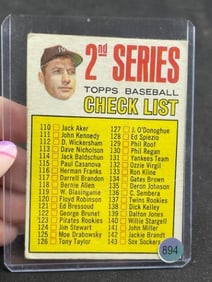 2nd SERIES
TOPPS BASEBALL
CHECK LIST
110 Jack Aker
111 John Kennedy
112 D. Wickersham
113 Dave Nicholson
114 Jack Baldschun
115 Paul Casanova
116 Herman Franks
117 Darrell Brandon
118 Bernie Allen
119 W. Blasingame
120 Floyd Robinson
121 Ed Bressoud
122 George Brunet
123 Pirates Rookies
124 Jim Stewart
125 Moe Drabowsky
126 Tony Taylor
127 J. O'Donoghue
128 Ed Spiezio
129 Phil Roof
130 Phil Regan
131 Yankees Team
132 Ozzie Virgil
133 Ron Kline
134 Gates Brown
135 Deron Johnson
136 C. Sembera
137 Twins Rookies
138 Dick Kelley
139 Dalton Jones
140 Willie Stargell
141 John Miller
142 Jackie Brandt
143 Sox Sockers
894